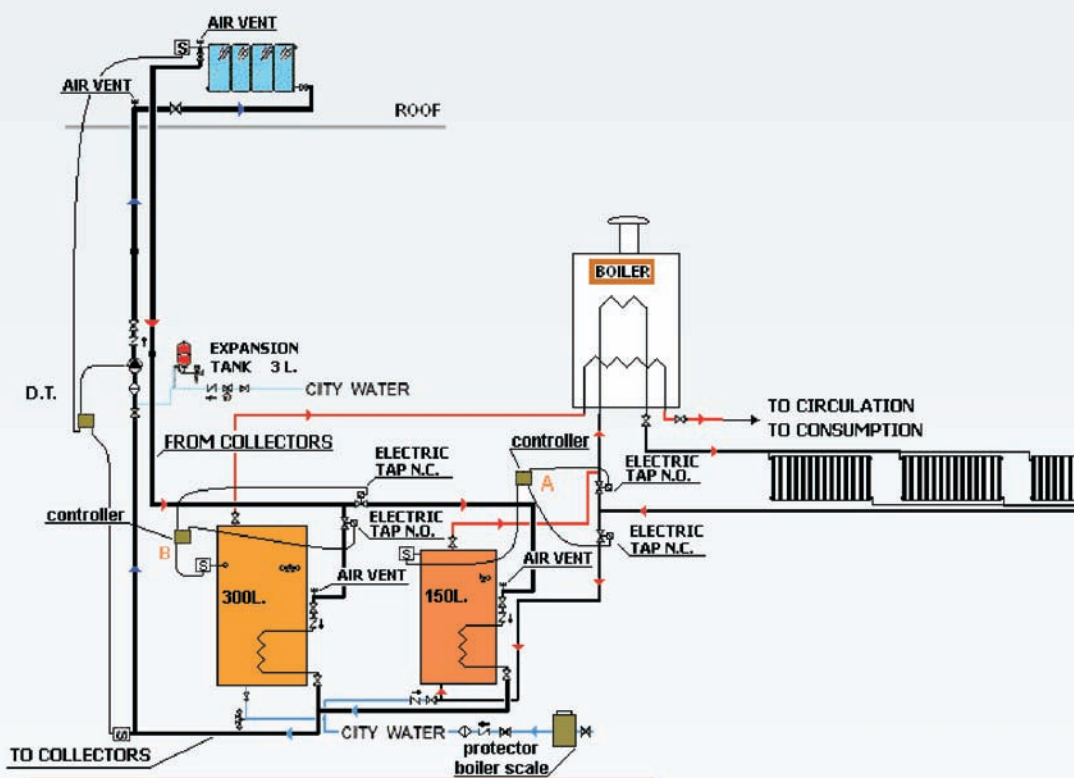 AIR VENT
S
AIR VENT
ROOF
BOILER
EXPANSION
TANK 3 L.
D.T.
CITY WATER
TO CIRCULATION
TO CONSUMPTION
FROM COLLECTORS
controller
ELECTRIC
TAP N.C.
A
ELECTRIC
TAP N.O.
controller
B
ELECTRIC
TAP N.O.
ELECTRIC
TAP N.C.
S
S
AIR VENT
AIR VENT
300L.
150L.
S
CITY WATER
TO COLLECTORS
protector
boiler scale